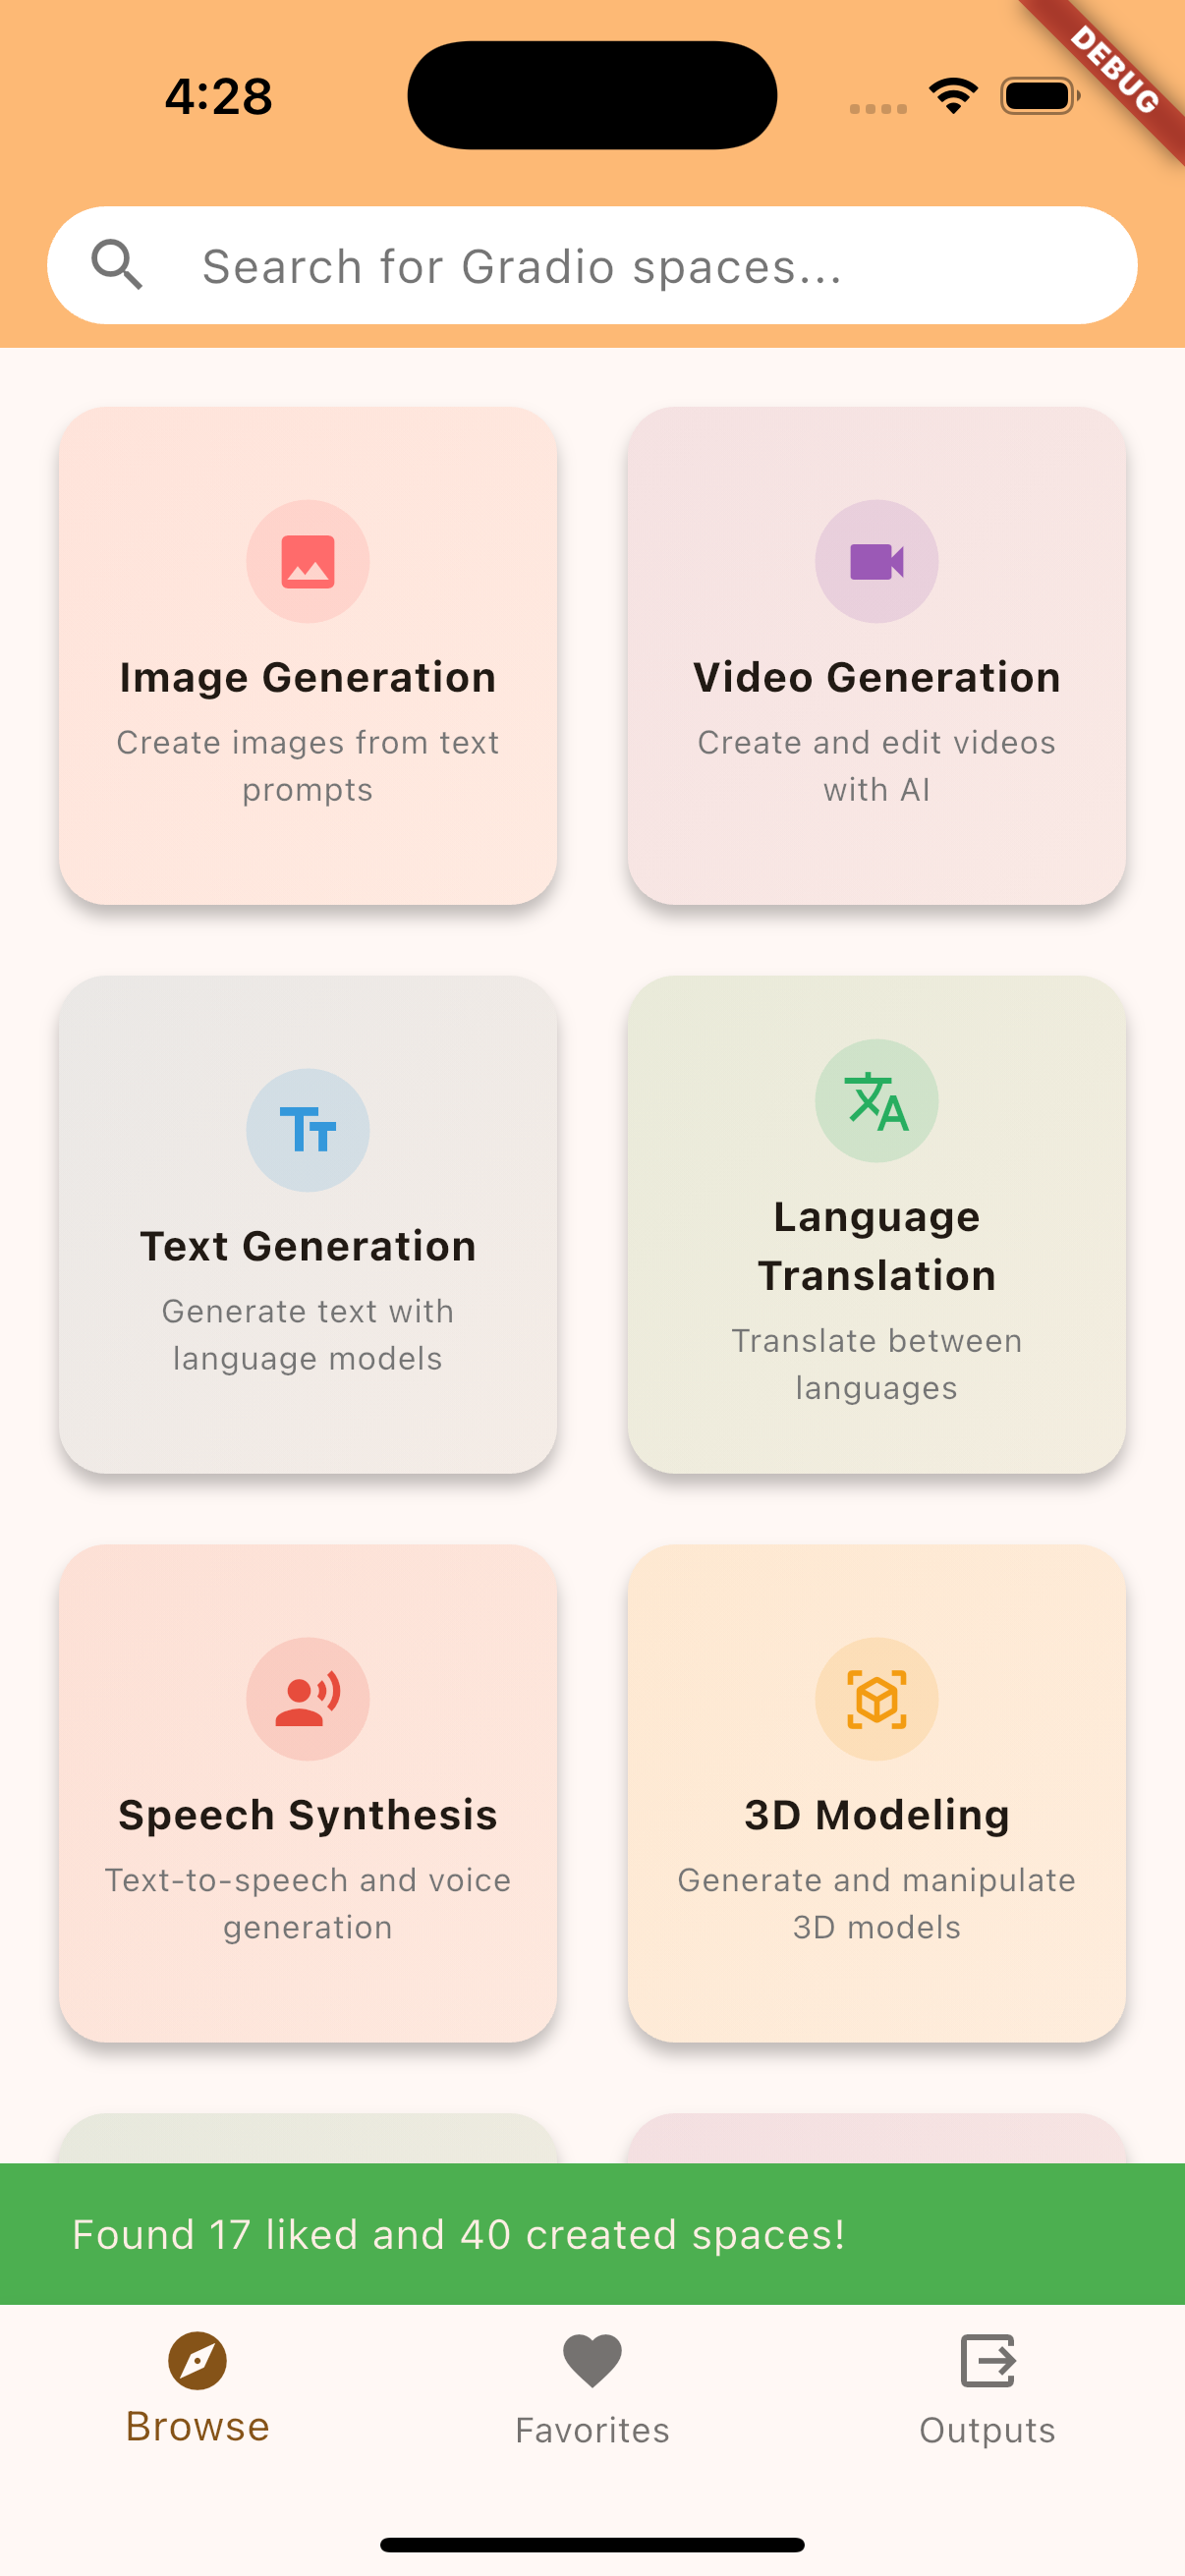 4:28
DEBUG
Search for Gradio spaces...
Image Generation
Create images from text
prompts
Video Generation
Create and edit videos
with AI
Text Generation
Generate text with
language models
Language
Translation
Translate between
languages
Speech Synthesis
Text-to-speech and voice
generation
3D Modeling
Generate and manipulate
3D models
Found 17 liked and 40 created spaces!
Browse
Favorites
Outputs